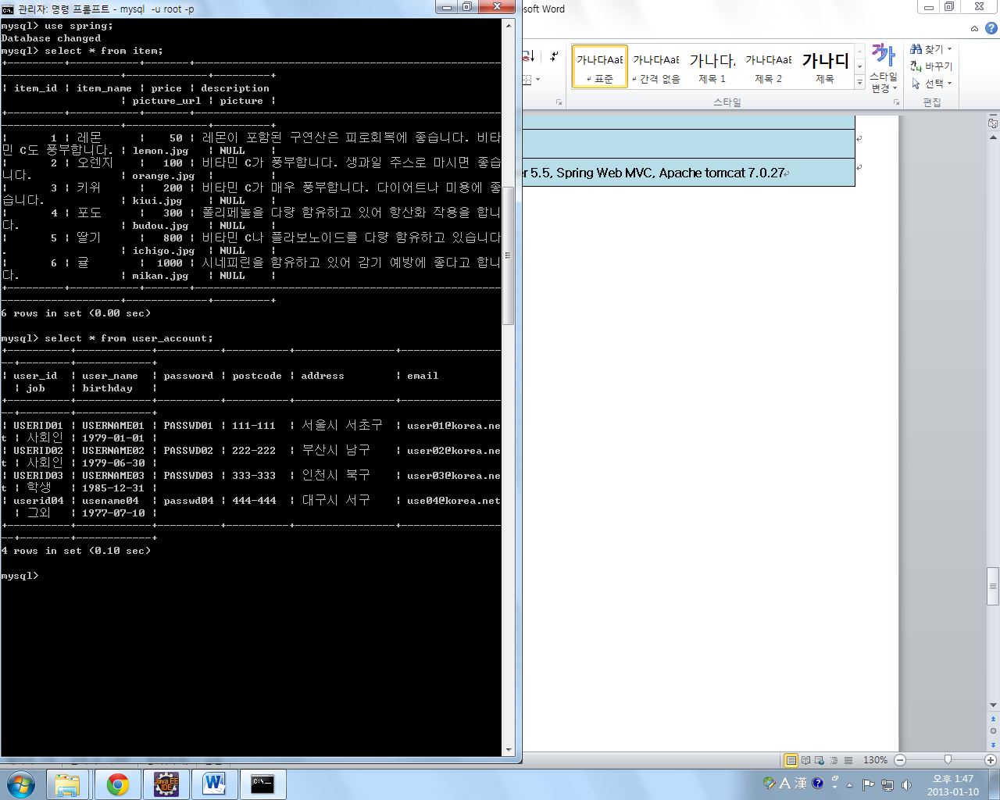 관리자: 명령 프롬프트 - mysql  -u root -p
mysql> use spring;
Database changed
mysql> select * from item;
| item_id | item_name | price | description
| picture_url | picture |
|       1 | 레몬      |    50 | 레몬이 포함된 구연산은 피로회복에 좋습니다. 비타
민 C도 풍부합니다. | lemon.jpg   | NULL    |
|       2 | 오렌지    |   100 | 비타민 C가 풍부합니다. 생과일 주스로 마시면 좋습
니다.              | orange.jpg  | NULL    |
|       3 | 키위      |   200 | 비타민 C가 매우 풍부합니다. 다이어트나 미용에 좋
습니다.            | kiui.jpg    | NULL    |
|       4 | 포도      |   300 | 폴리페놀을 다량 함유하고 있어 항산화 작용을 합니
다.                | budou.jpg   | NULL    |
|       5 | 딸기      |   800 | 비타민 C나 플라보노이드를 다량 함유하고 있습니다
.                  | ichigo.jpg  | NULL    |
|       6 | 귤        |  1000 | 시네피린을 함유하고 있어 감기 예방에 좋다고 합니
다.                | mikan.jpg   | NULL    |
6 rows in set (0.00 sec)
mysql> select * from user_account;
| user_id  | user_name  | password | postcode | address        | email
| job    | birthday   |
| USERID01 | USERNAME01 | PASSWD01 | 111-111  | 서울시 서초구  | user01@korea.ne
t | 사회인 | 1979-01-01 |
| USERID02 | USERNAME02 | PASSWD02 | 222-222  | 부산시 남구    | user02@korea.ne
t | 사회인 | 1979-06-30 |
| USERID03 | USERNAME03 | PASSWD03 | 333-333  | 인천시 북구    | user03@korea.ne
t | 학생   | 1985-12-31 |
| userid04 | usename04  | passwd04 | 444-444  | 대구시 서구    | use04@korea.net
| 그외   | 1977-07-10 |
4 rows in set (0.10 sec)
mysql>
osoft Word
가나다AaB 가나다AaB 가나다 가나다AaB 가나다
표준 간격 없음 제목 1 제목 2 제목
스타일
변경
찾기
바꾸기
선택
스타일 편집
er 5.5, Spring Web MVC, Apache tomcat 7.0.27
130%
Java EE
IDE
W
C:\
A 漢
오후 1:47
2013-01-10